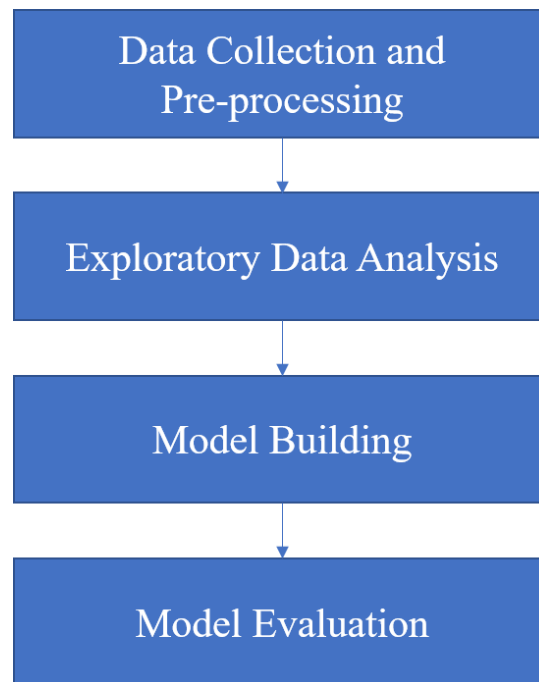 Data Collection and
Pre-processing
Exploratory Data Analysis
Model Building
Model Evaluation